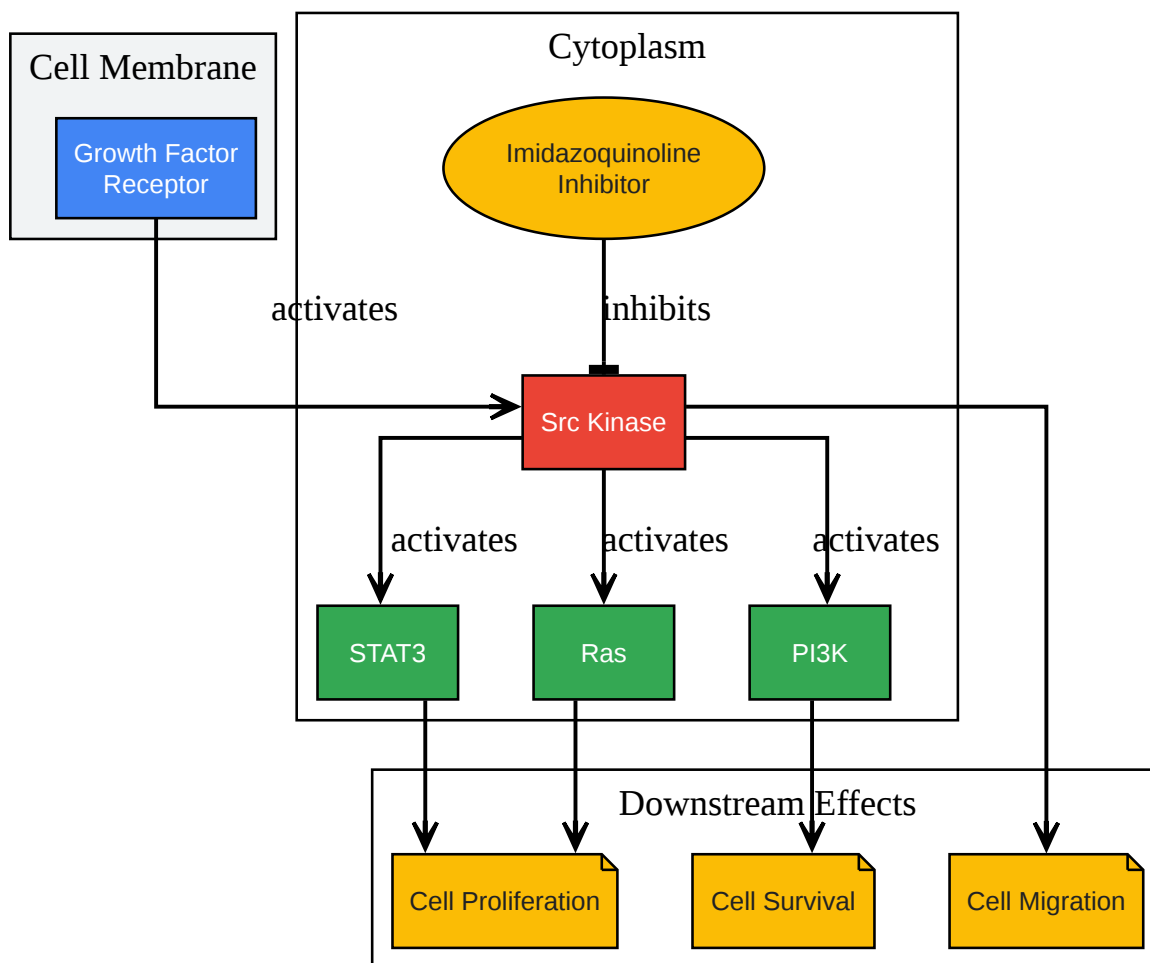 Cytoplasm
Cell Membrane
Growth Factor
Receptor
Imidazoquinoline
Inhibitor
activates
inhibits
Src Kinase
activates
activates
activates
STAT3
Ras
PI3K
Downstream Effects
Cell Proliferation
Cell Survival
Cell Migration